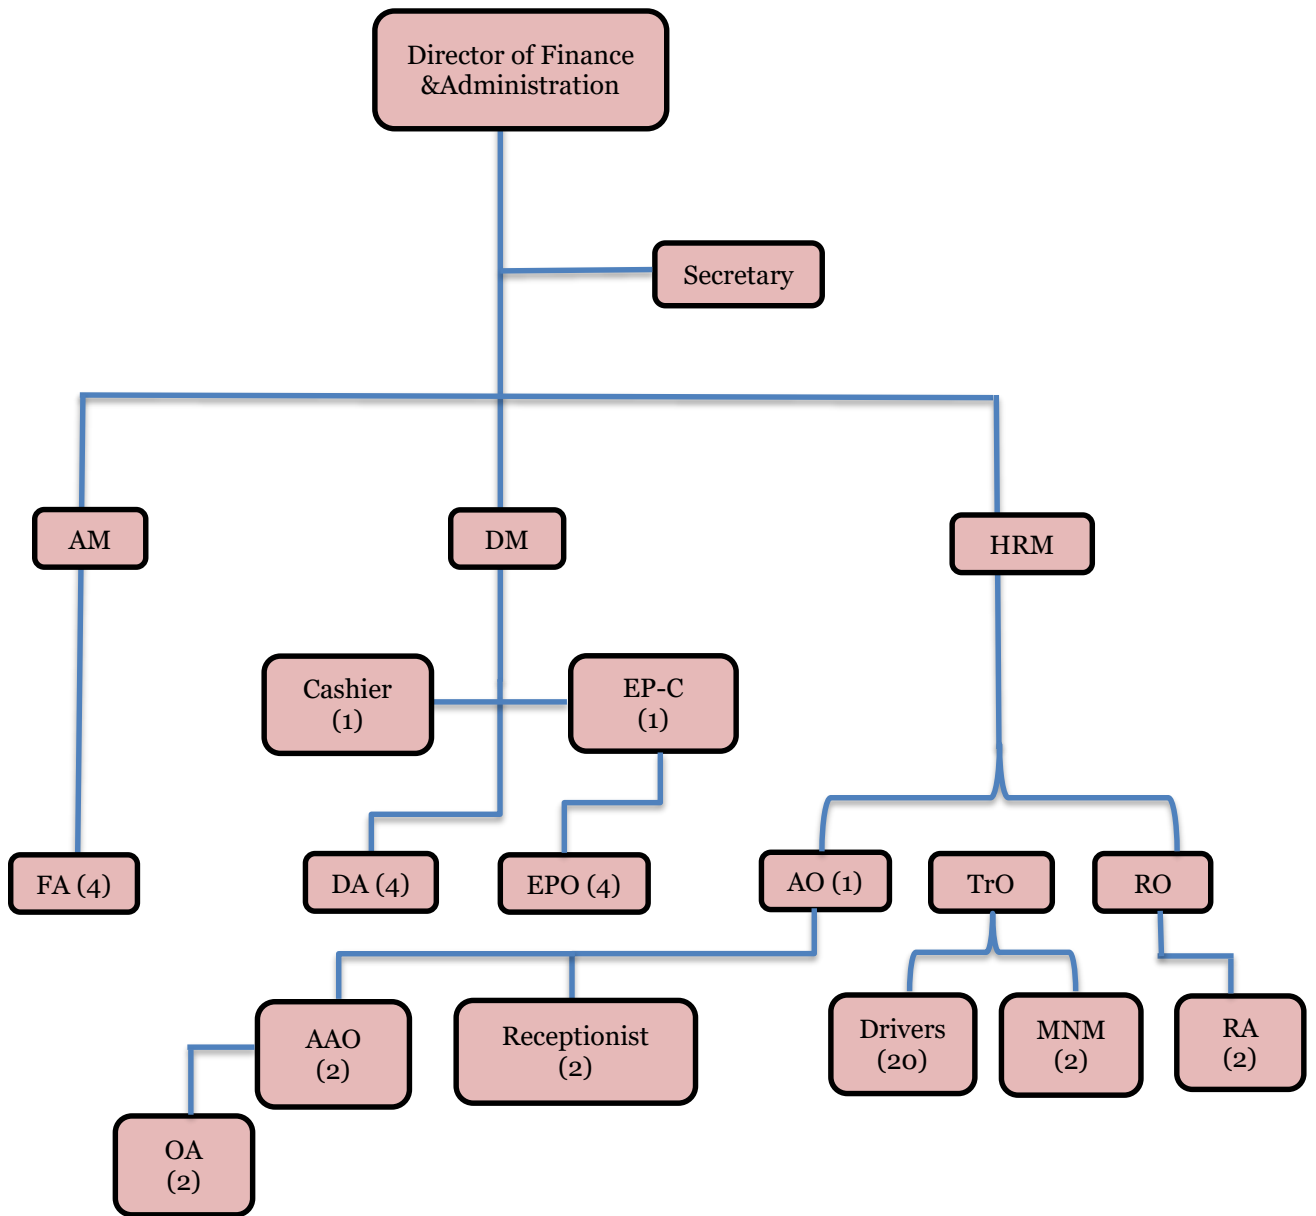 Director of Finance
&Administration
Secretary
AM
DM
HRM
Cashier
(1)
EP-C
(1)
FA (4)
DA (4)
EPO (4)
AO (1)
TrO
RO
AAO
(2)
Receptionist
(2)
Drivers
(20)
MNM
(2)
RA
(2)
OA
(2)